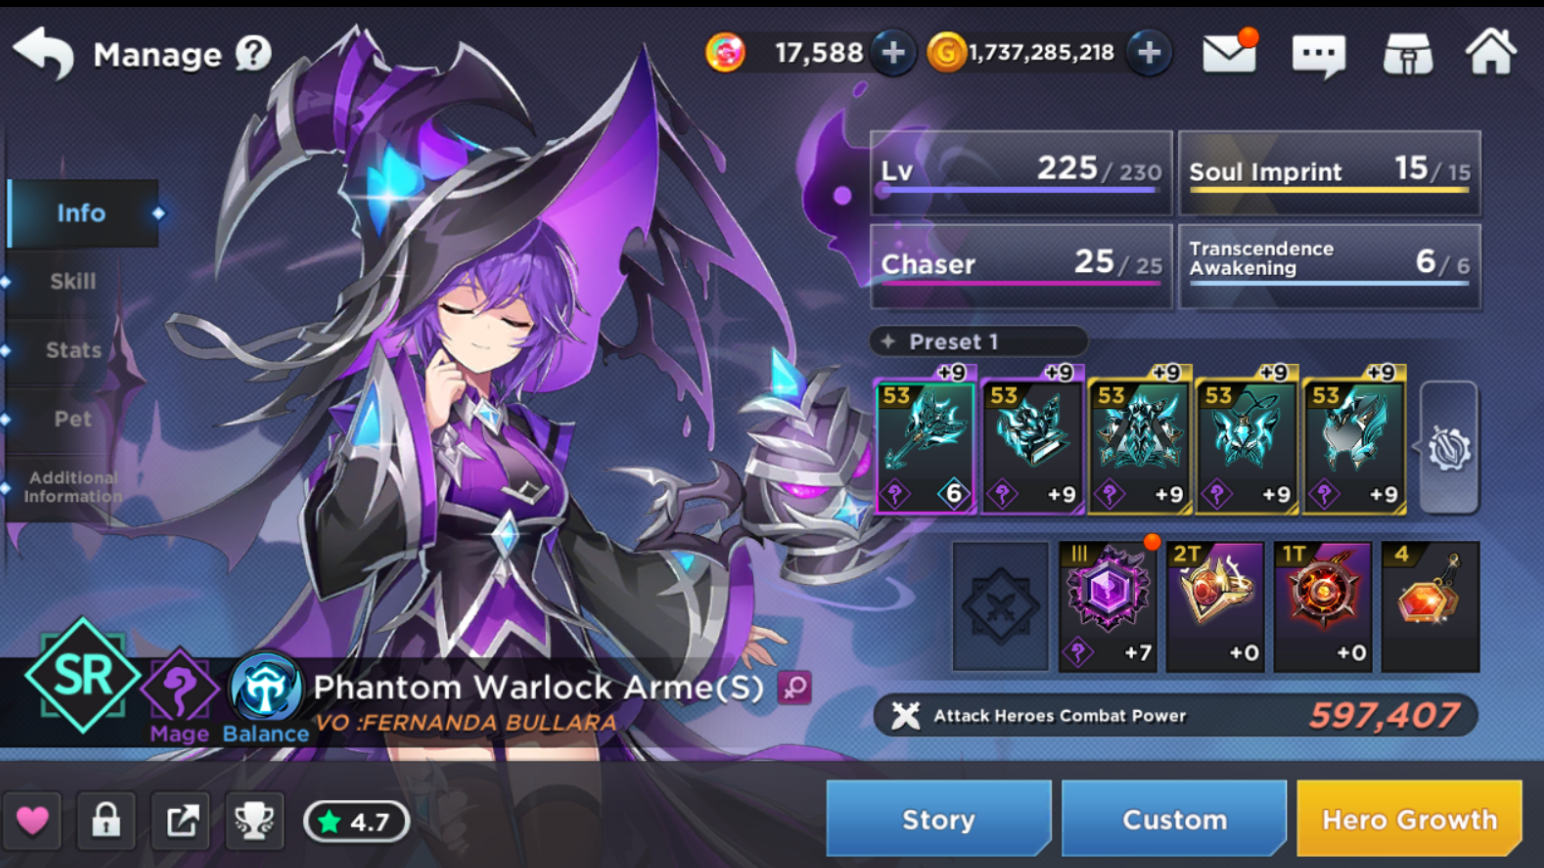 Manage ?
17,588
G 1,737,285,218
Info
Skill
Stats
Pet
Additional
Information
Lv 225 / 230
Soul Imprint 15 / 15
Chaser 25 / 25
Transcendence
Awakening 6 / 6
Preset 1
+9 +9 +9 +9 +9
53 53 53 53 53
6 +9 +9 +9 +9
III 2T 1T 4
+7 +0 +0
SR
Phantom Warlock Arme(S)
VO :FERNANDA BULLARA
Mage Balance
Attack Heroes Combat Power 597,407
4.7
Story
Custom
Hero Growth